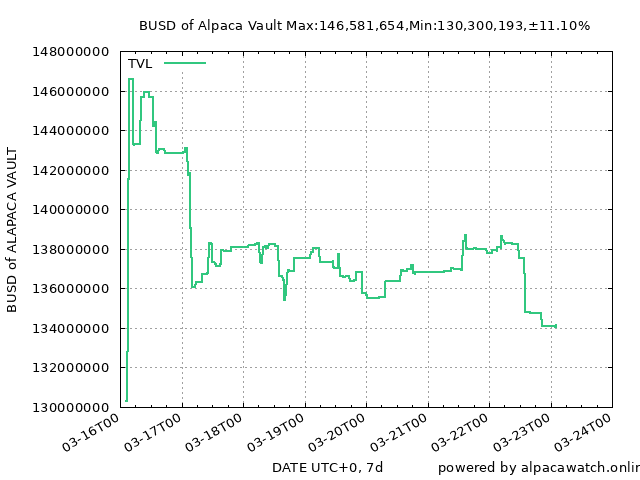 BUSD of Alpaca Vault Max:146,581,654,Min:130,300,193,±11.10%
148000000
TVL
146000000
144000000
142000000
140000000
138000000
136000000
134000000
132000000
130000000
BUSD of ALAPACA VAULT
03-16T00
03-17T00
03-18T00
03-19T00
03-20T00
03-21T00
03-22T00
03-23T00
03-24T00
DATE UTC+0, 7d
powered by alpacawatch.onlin